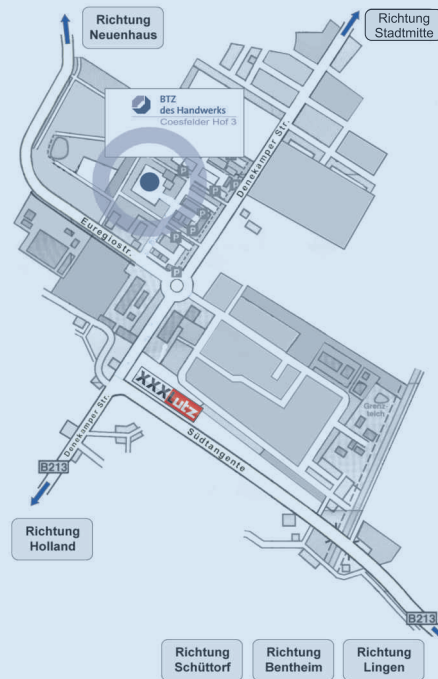 Richtung
Neuenhaus
Richtung
Stadtmitte
BTZ
des Handwerks
Coesfelder Hof 3
Denekamper Str.
P
P
P
P
P
P
Euregiostr.
XXXLutz
Grenz-
teich
Denekamper Str.
Südtangente
B213
Richtung
Holland
B213
Richtung
Schüttorf
Richtung
Bentheim
Richtung
Lingen